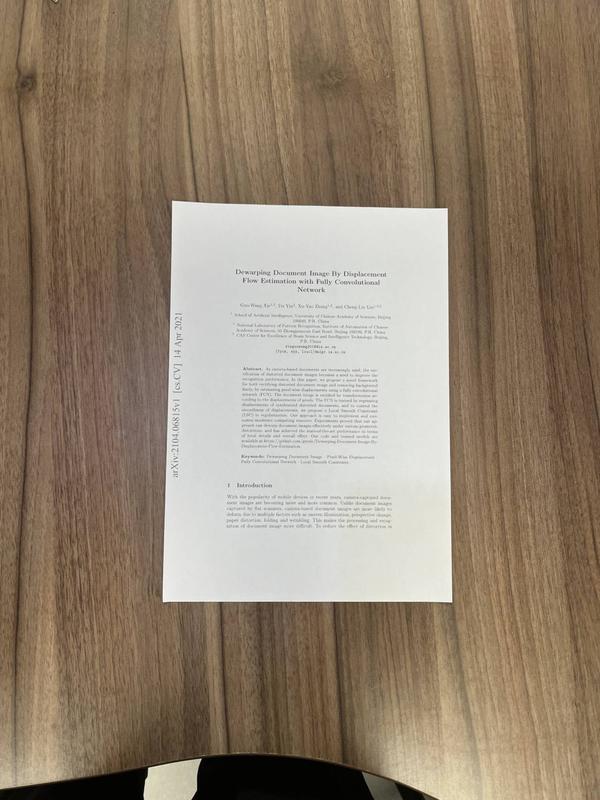 Dewarping Document Image By Displacement
Flow Estimation with Fully Convolutional
Network
Guo-Wang Xie1,2, Fei Yin2, Xu-Yao Zhang1,2, and Cheng-Lin Liu1,2,3
1 School of Artificial Intelligence, University of Chinese Academy of Sciences, Beijing
100049, P.R. China
2 National Laboratory of Pattern Recognition, Institute of Automation of Chinese
Academy of Sciences, 95 Zhongguancun East Road, Beijing 100190, P.R. China
3 CAS Center for Excellence of Brain Science and Intelligence Technology, Beijing,
P.R. China
{fyin, xyz, liucl}@nlpr.ia.ac.cn
Abstract. As camera-based documents are increasingly used, the rectification
of distorted document images becomes a need to improve the
recognition performance. In this paper, we propose a novel framework
for both rectifying distorted document image and removing background
finely, by estimating pixel-wise displacements using a fully convolutional
network (FCN). The document image is rectified by transformation according
to the displacements of pixels. The FCN is trained by regressing
displacements of synthesized distorted documents, and to control the
smoothness of displacements, we propose a Local Smooth Constraint
(LSC) in regularization. Our approach is easy to implement and consumes
moderate computing resource. Experiments proved that our approach
can dewarp document images effectively under various geometric
distortions, and has achieved the state-of-the-art performance in terms
of local details and overall effect. Our code and trained models are
available at https://github.com/gwxie/Dewarping-Document-Image-By-
Displacement-Flow-Estimation.
Keywords: Dewarping Document Image · Pixel-Wise Displacement ·
Fully Convolutional Network · Local Smooth Constraint.
1 Introduction
With the popularity of mobile devices in recent years, camera-captured document
images are becoming more and more common. Unlike document images
captured by flat scanners, camera-based document images are more likely to
deform due to multiple factors such as uneven illumination, perspective change,
paper distortion, folding and wrinkling. This makes the processing and recognition
of document image more difficult. To reduce the effect of distortion in
arXiv:2104.06815v1 [cs.CV] 14 Apr 2021